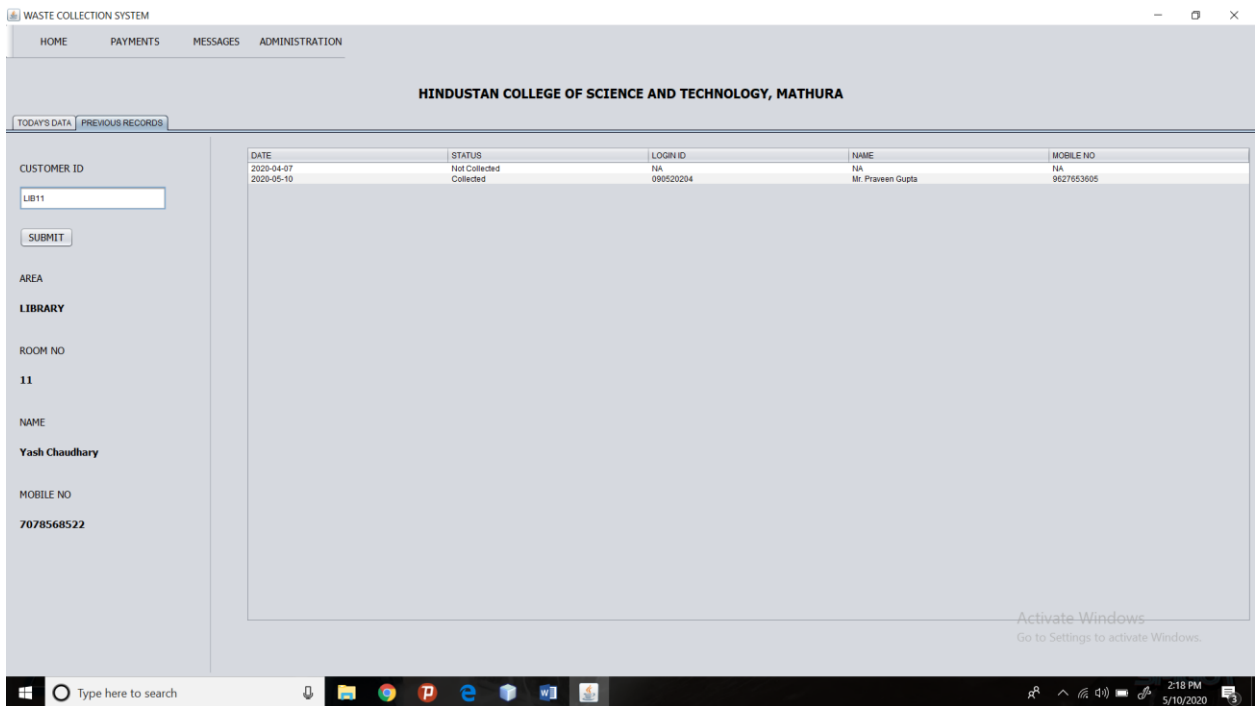 WASTE COLLECTION SYSTEM
HOME PAYMENTS MESSAGES ADMINISTRATION
HINDUSTAN COLLEGE OF SCIENCE AND TECHNOLOGY, MATHURA
TODAY'S DATA PREVIOUS RECORDS
CUSTOMER ID
LIB11
SUBMIT
AREA
LIBRARY
ROOM NO
11
NAME
Yash Chaudhary
MOBILE NO
7078568522
DATE STATUS LOGIN ID NAME MOBILE NO
2020-04-07 Not Collected NA NA NA
2020-05-10 Collected 090520204 Mr. Praveen Gupta 9627653605
Activate Windows
Go to Settings to activate Windows.
Type here to search
2:18 PM
5/10/2020
3